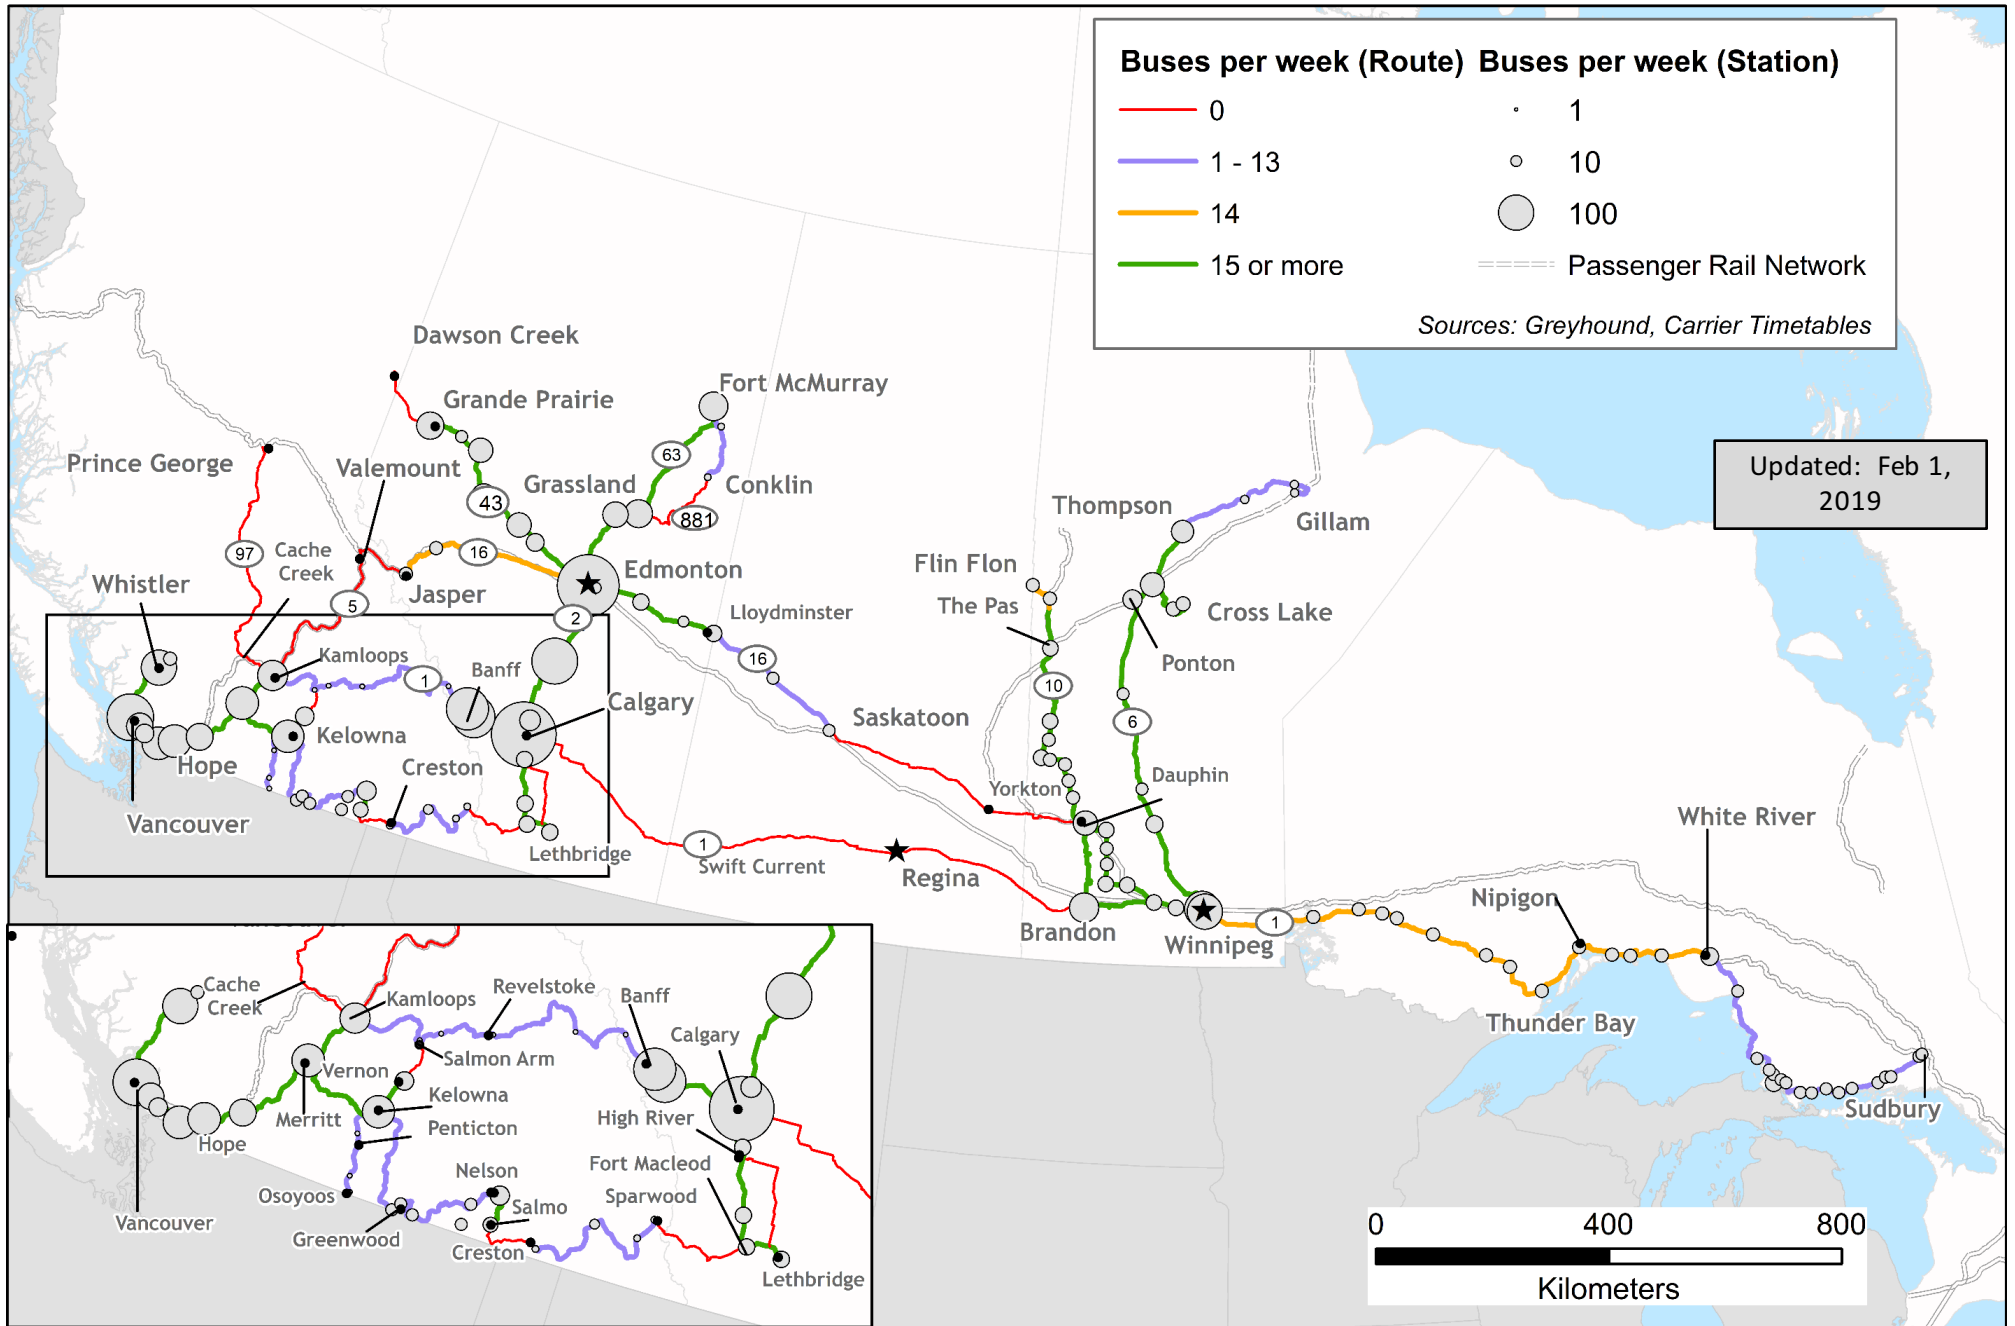 Buses per week (Route) Buses per week (Station)
0 1
1 - 13 10
14 100
15 or more Passenger Rail Network
Sources: Greyhound, Carrier Timetables
Updated: Feb 1,
2019
Dawson Creek
Grande Prairie
Fort McMurray
Prince George
Valemount
63
Grassland
Conklin
43
881
Thompson
Gillam
97
Cache
Creek
16
Flin Flon
Whistler
Jasper
Edmonton
5
2
The Pas
Cross Lake
Lloydminster
Kamloops
Banff
1
16
Ponton
10
Calgary
Saskatoon
6
Kelowna
Hope
Creston
Yorkton
Dauphin
Vancouver
White River
Lethbridge
1
Swift Current
Regina
Nipigon
Brandon
Winnipeg
1
Thunder Bay
Sudbury
Cache
Creek
Kamloops
Revelstoke
Banff
Calgary
Salmon Arm
Vernon
Kelowna
Merritt
High River
Hope
Penticton
Nelson
Fort Macleod
Osoyoos
Salmo
Sparwood
Vancouver
Greenwood
Creston
Lethbridge
0 400 800
Kilometers